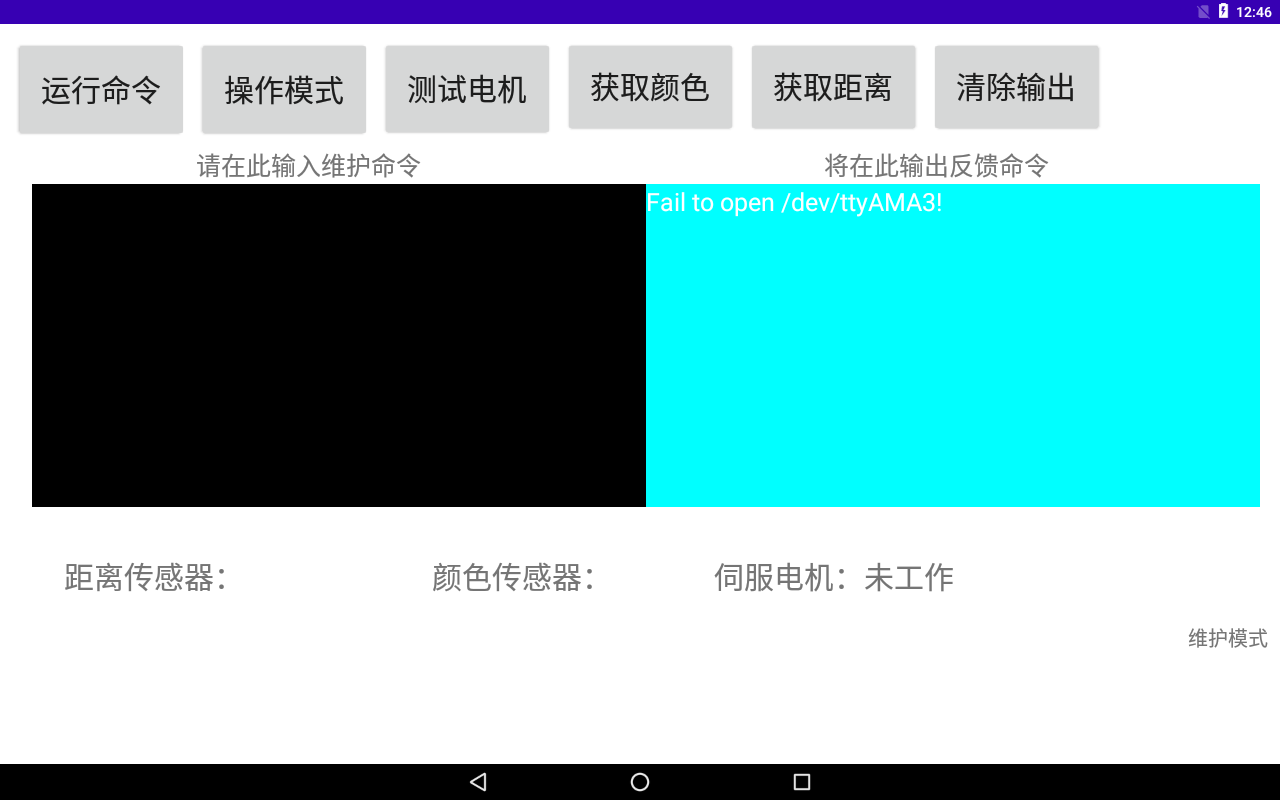 12:46
运行命令 操作模式 测试电机 获取颜色 获取距离 清除输出
请在此输入维护命令 将在此输出反馈命令
Fail to open /dev/ttyAMA3!
距离传感器： 颜色传感器： 伺服电机：未工作
维护模式